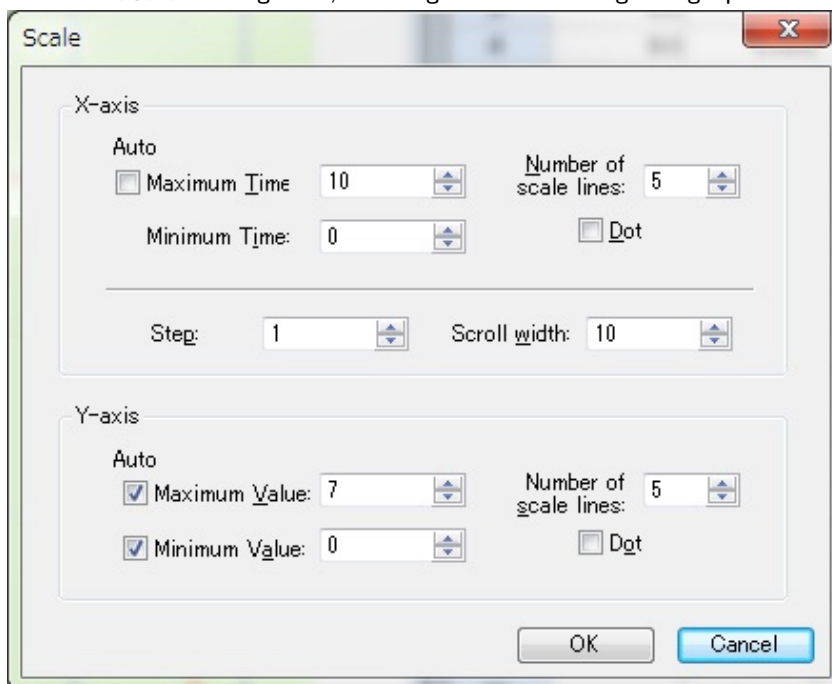 Scale
X-axis
Auto
Maximum Time 10
Number of
scale lines: 5
Minimum Time: 0
Dot
Step: 1
Scroll width: 10
Y-axis
Auto
Maximum Value: 7
Number of
scale lines: 5
Minimum Value: 0
Dot
OK
Cancel